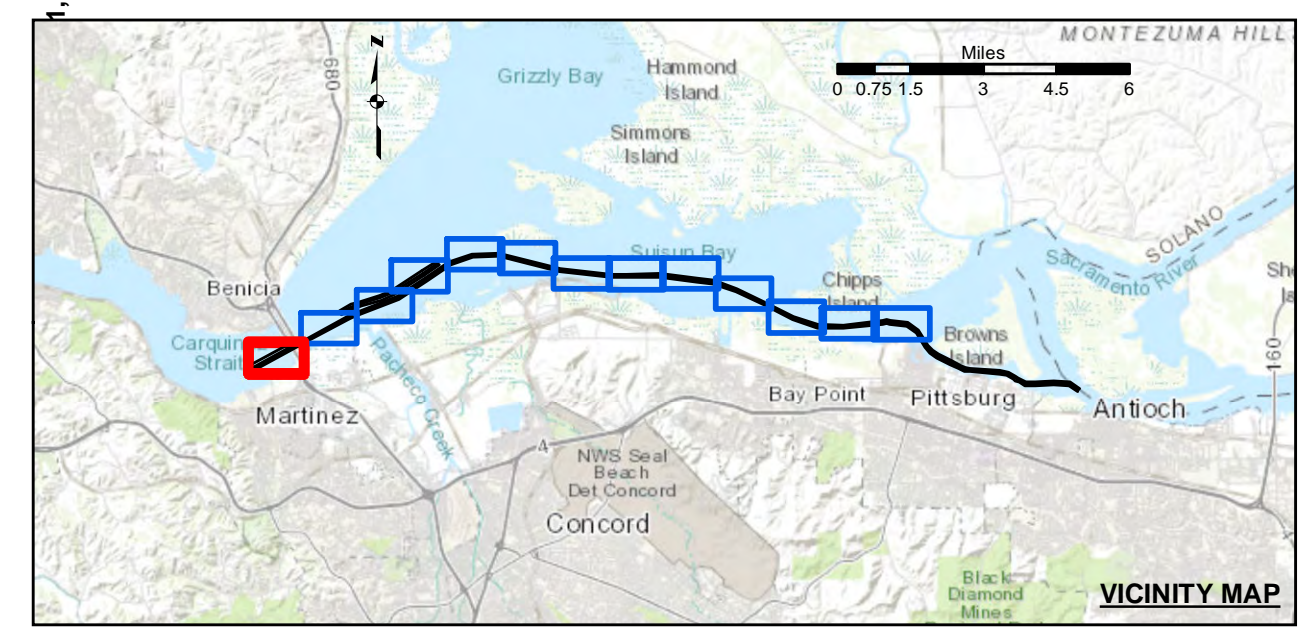 MONTEZUMA HILL
Miles
0 0.75 1.5 3 4.5 6
N
680
Grizzly Bay
Hammond
Island
Simmons
Island
Suisun Bay
SOLANO
Sacramento River
Chipps
Island
Benicia
Carquin
Strait
Browns
Island
160
Pacheco Creek
Martinez
Bay Point
Pittsburg
Antioch
4
NWS Seal
Beach
Det Concord
Concord
Black
Diamond
Mines
VICINITY MAP